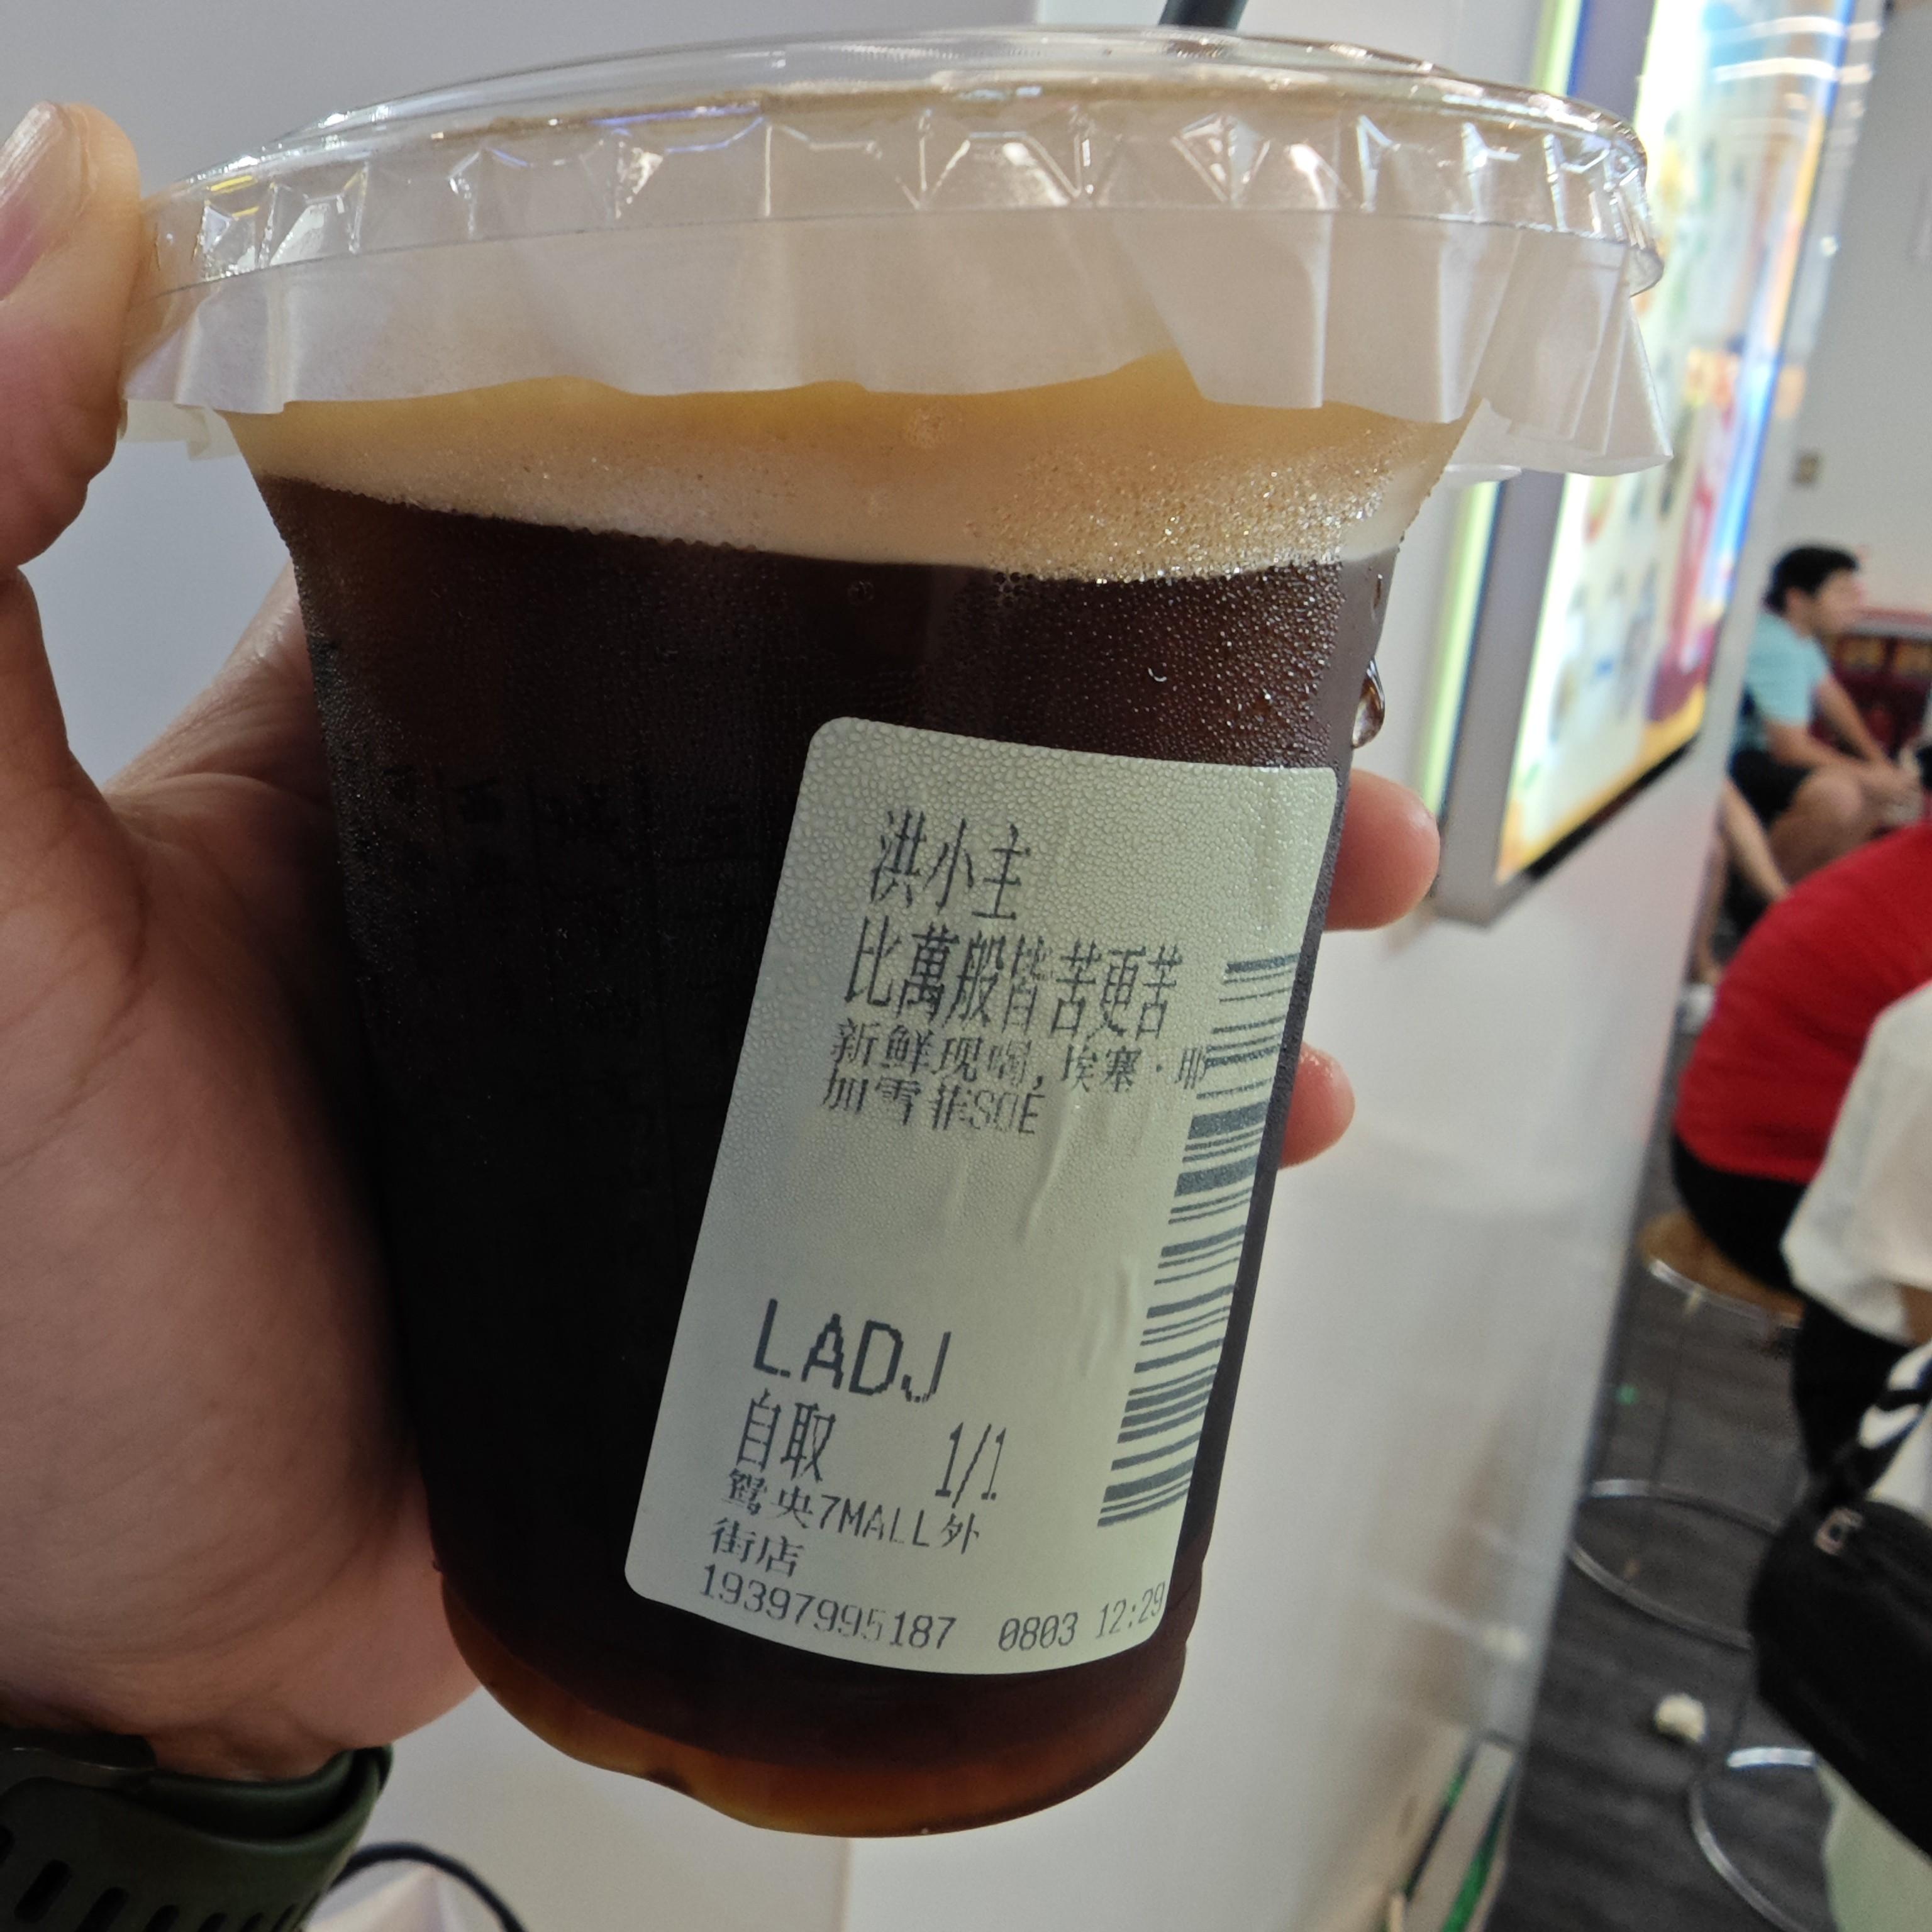 洪小主
比萬般皆苦更苦
新鲜现焗，埃塞·耶
加雪菲SOE
LADJ
自取 1/1
鸳央7MALL外
街店
19397995187 0803 12:29